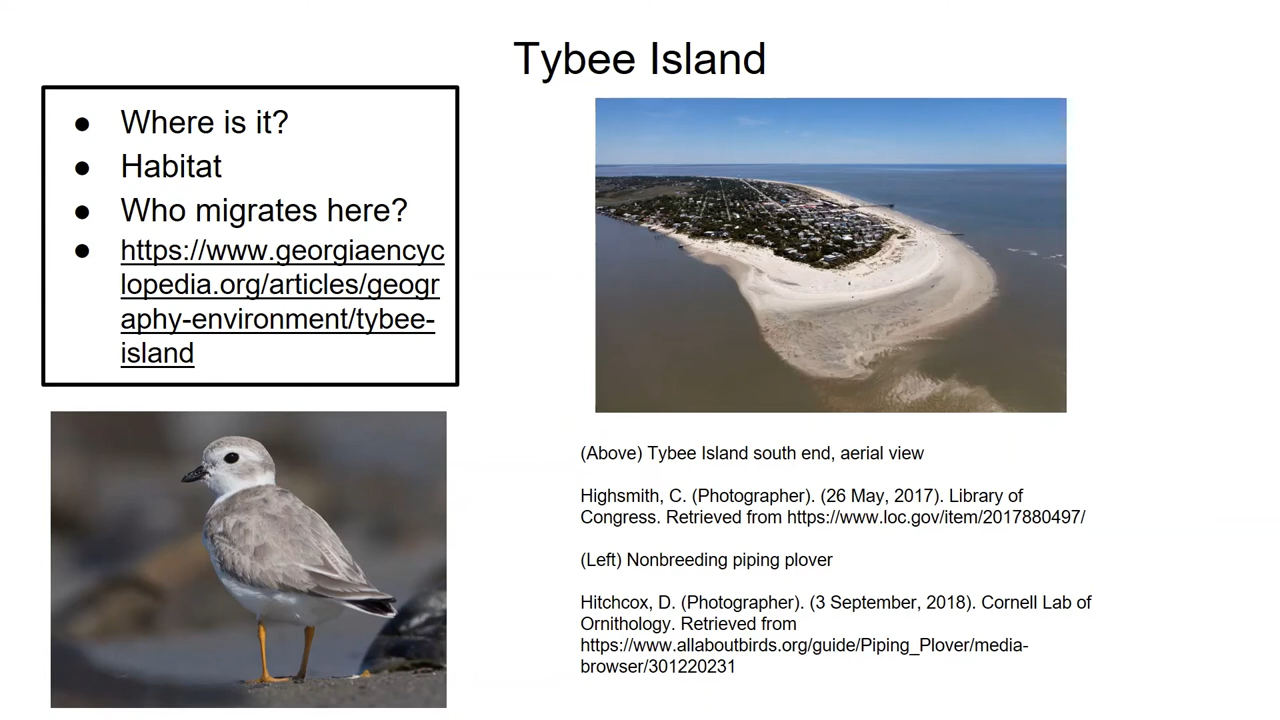 Tybee Island
● Where is it?
● Habitat
● Who migrates here?
● https://www.georgiaencyc
lopedia.org/articles/geogr
aphy-environment/tybee-
island
(Above) Tybee Island south end, aerial view
Highsmith, C. (Photographer). (26 May, 2017). Library of
Congress. Retrieved from https://www.loc.gov/item/2017880497/
(Left) Nonbreeding piping plover
Hitchcox, D. (Photographer). (3 September, 2018). Cornell Lab of
Ornithology. Retrieved from
https://www.allaboutbirds.org/guide/Piping_Plover/media-
browser/301220231